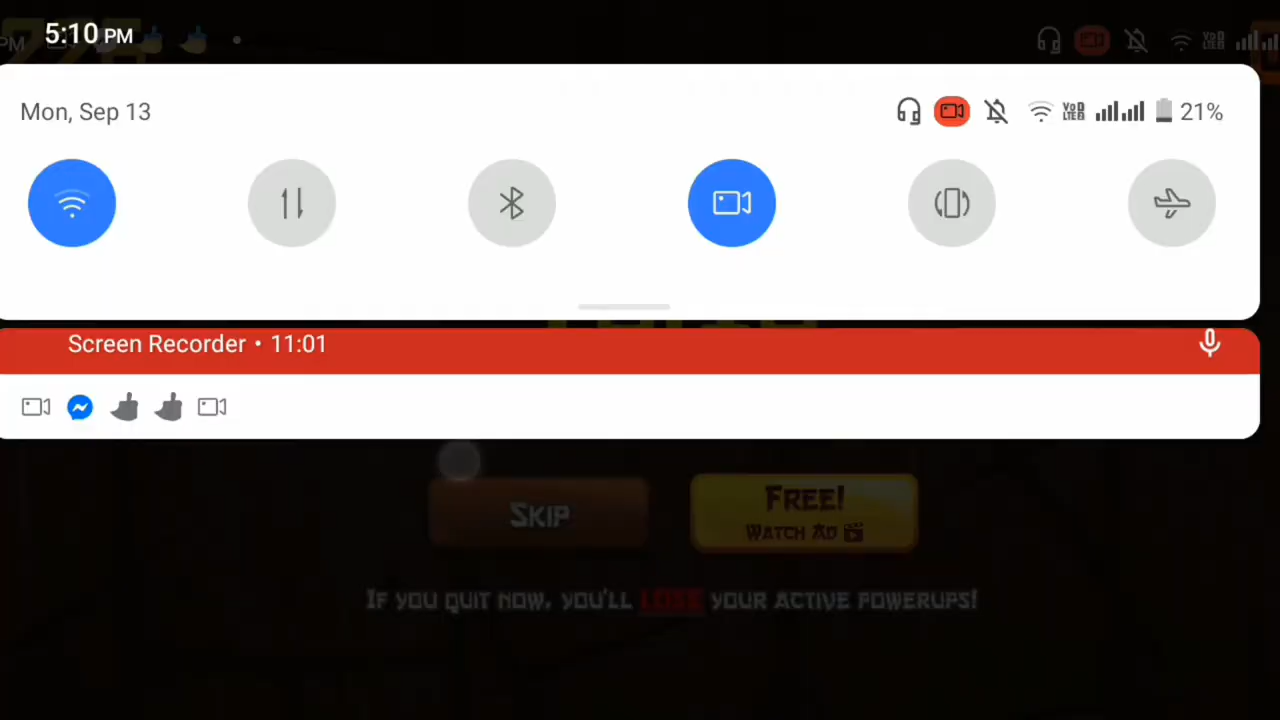 5:10 PM
PM
Mon, Sep 13
21%
Screen Recorder • 11:01
SKIP
FREE!
WATCH AD
IF YOU QUIT NOW, YOU'LL LOSE YOUR ACTIVE POWERUPS!